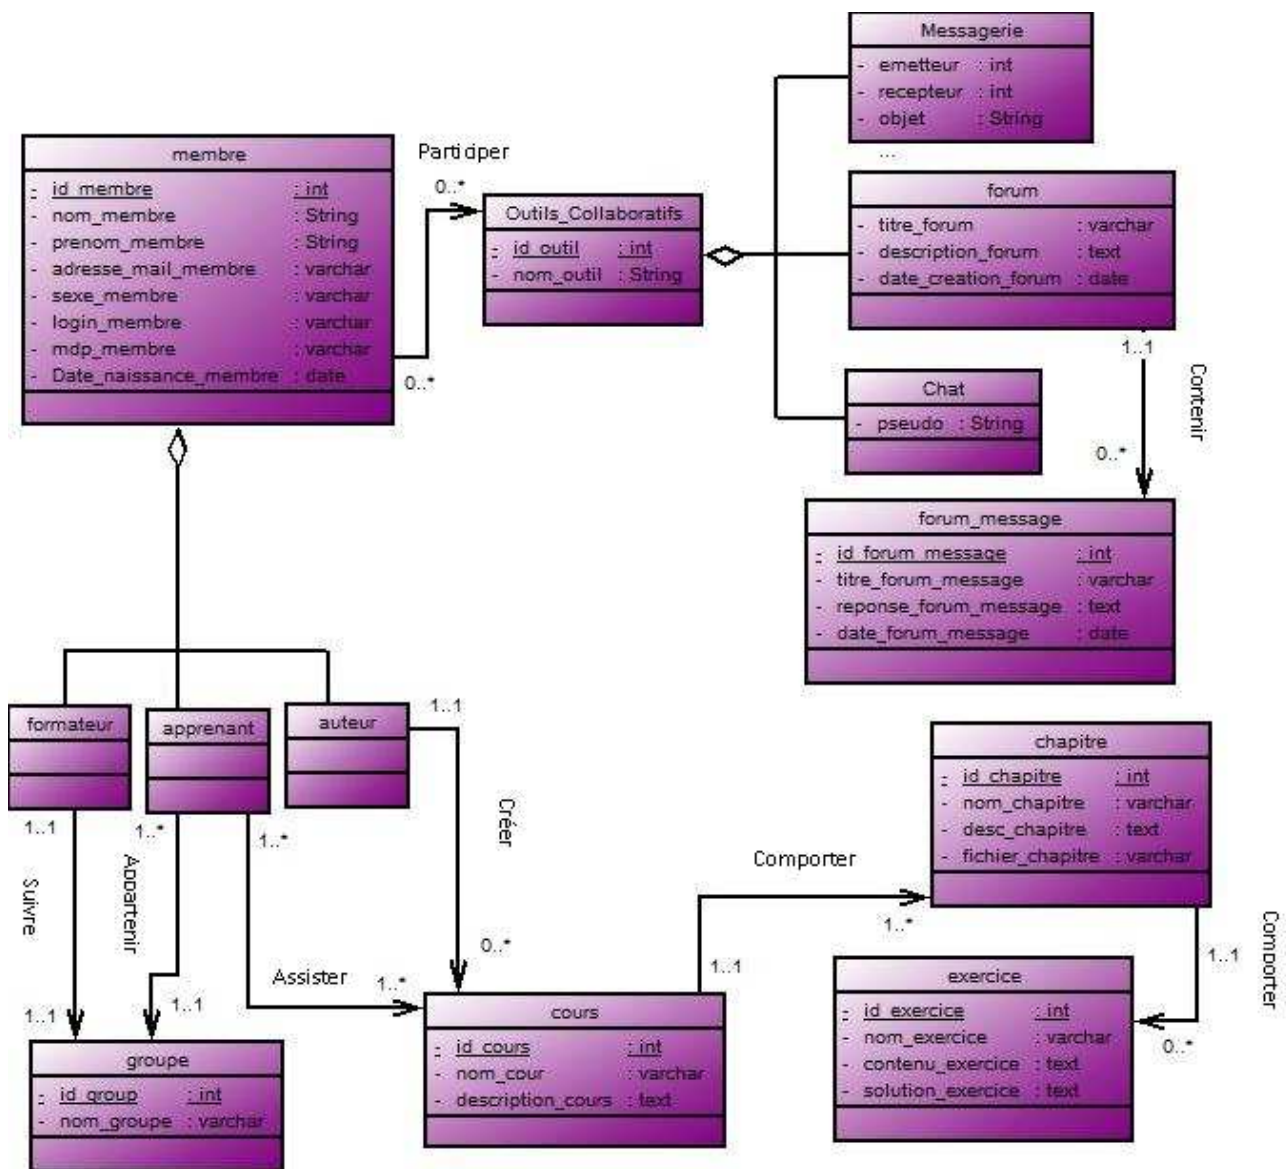 Messagerie
- emetteur : int
- recepteur : int
- objet : String
...
membre
- id_membre : int
- nom_membre : String
- prenom_membre : String
- adresse_mail_membre : varchar
- sexe_membre : varchar
- login_membre : varchar
- mdp_membre : varchar
- Date_naissance_membre : date
Participer
0..*
0..*
Outils_Collaboratifs
- id_outil : int
- nom_outil : String
forum
- titre_forum : varchar
- description_forum : text
- date_creation_forum : date
1..1
Contenir
0..*
Chat
- pseudo : String
forum_message
- id_forum_message : int
- titre_forum_message : varchar
- reponse_forum_message : text
- date_forum_message : date
formateur
apprenant
auteur
1..1
Créer
0..*
1..1
Suivre
1..1
1..*
Appartenir
1..1
1..*
Assister
1..*
groupe
- id_group : int
- nom_groupe : varchar
cours
- id_cours : int
- nom_cour : varchar
- description_cours : text
1..1
Comporter
1..*
chapitre
- id_chapitre : int
- nom_chapitre : varchar
- desc_chapitre : text
- fichier_chapitre : varchar
1..1
Comporter
0..*
exercice
- id_exercice : int
- nom_exercice : varchar
- contenu_exercice : text
- solution_exercice : text